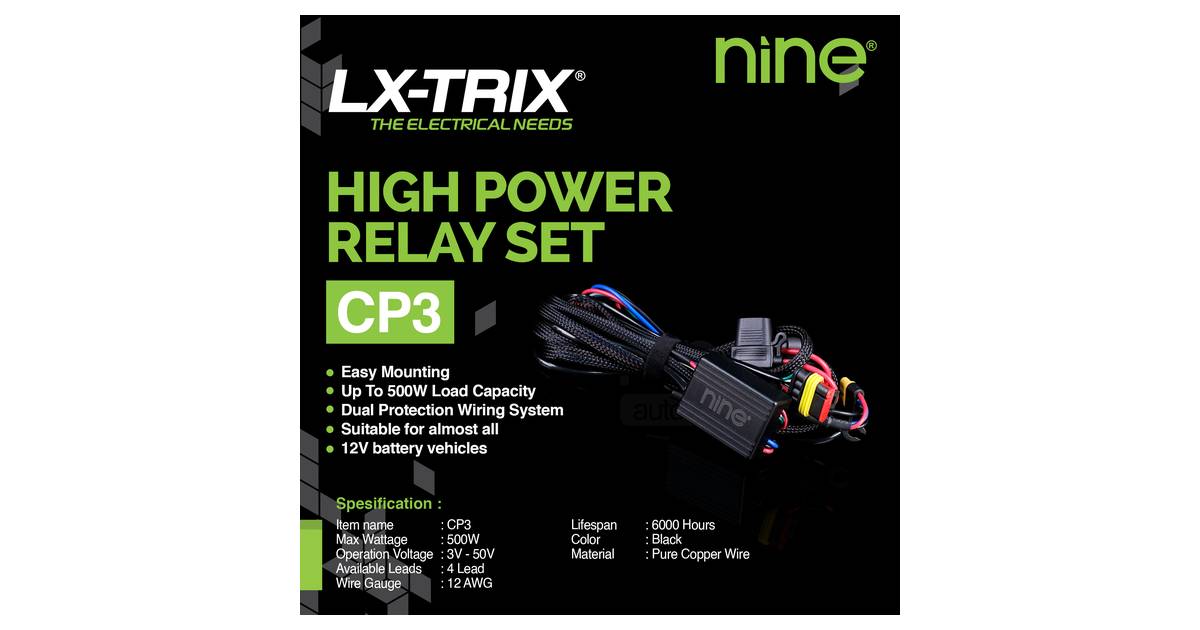 nine®
LX-TRIX®
THE ELECTRICAL NEEDS
HIGH POWER
RELAY SET
CP3
Easy Mounting
Up To 500W Load Capacity
Dual Protection Wiring System
Suitable for almost all
12V battery vehicles
nine
Spesification :
Item name : CP3
Max Wattage : 500W
Operation Voltage : 3V - 50V
Available Leads : 4 Lead
Wire Gauge : 12 AWG
Lifespan : 6000 Hours
Color : Black
Material : Pure Copper Wire